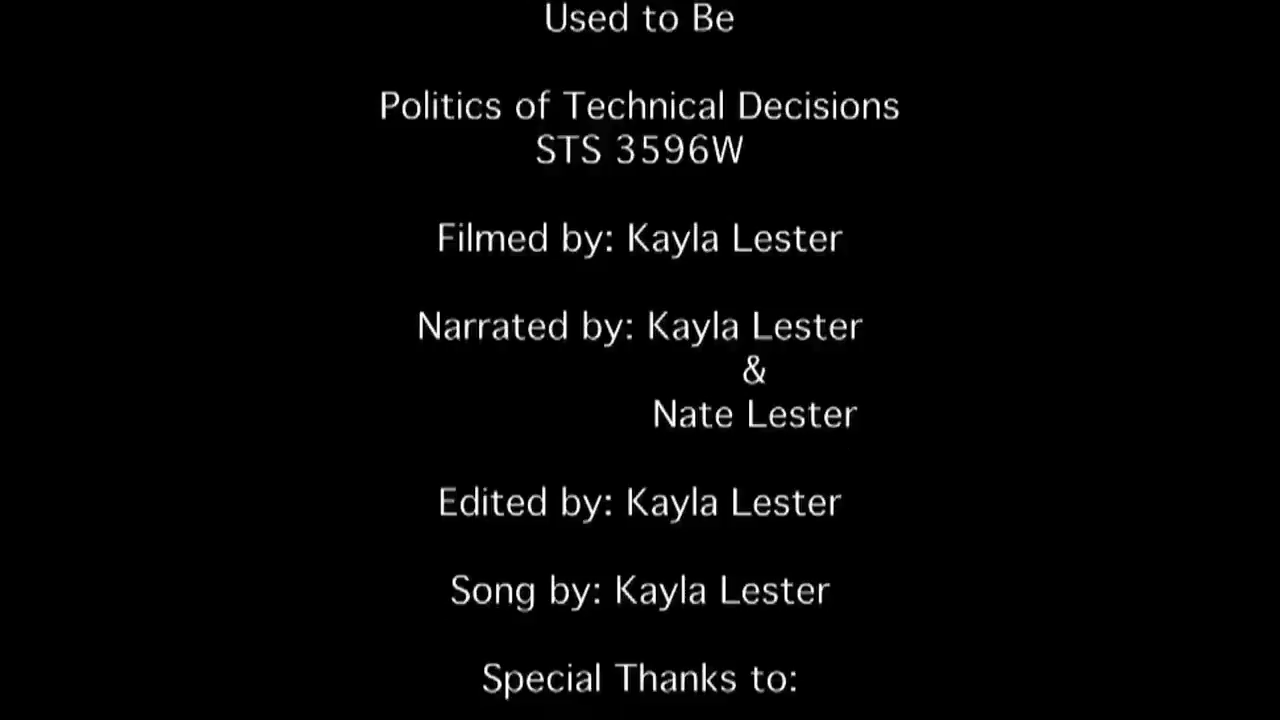 Used to Be
Politics of Technical Decisions
STS 3596W
Filmed by: Kayla Lester
Narrated by: Kayla Lester
&
Nate Lester
Edited by: Kayla Lester
Song by: Kayla Lester
Special Thanks to: